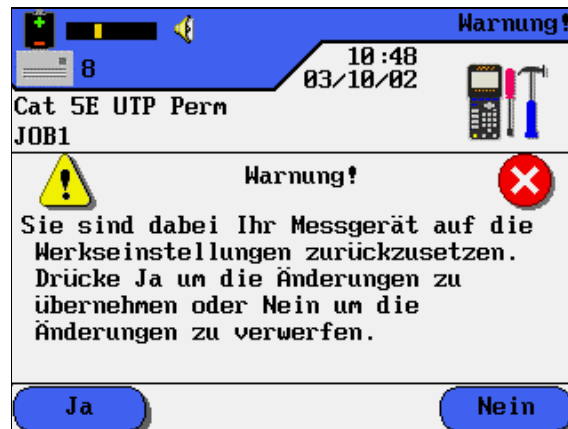 Warnung!
8
10:48
03/10/02
Cat 5E UTP Perm
JOB1
Warnung!
Sie sind dabei Ihr Messgerät auf die
Werkseinstellungen zurückzusetzen.
Drücke Ja um die Änderungen zu
übernehmen oder Nein um die
Änderungen zu verwerfen.
Ja
Nein